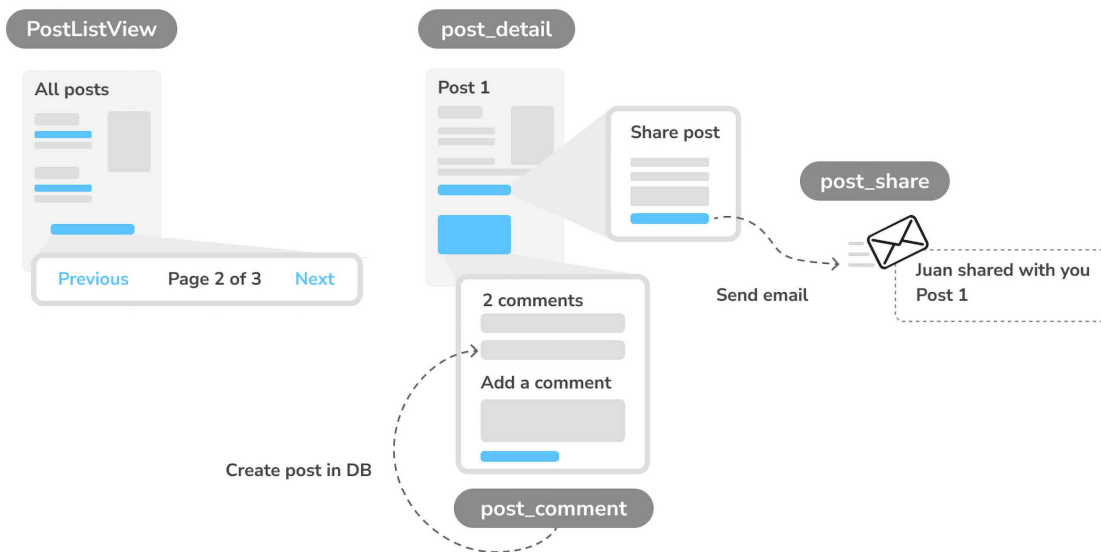 PostListView
All posts
Previous
Page 2 of 3
Next
post_detail
Post 1
Share post
post_share
Send email
Juan shared with you
Post 1
2 comments
Add a comment
Create post in DB
post_comment